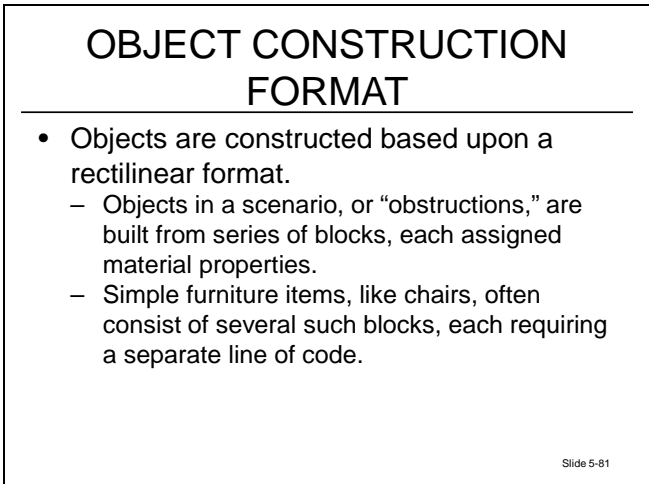 OBJECT CONSTRUCTION
FORMAT
• Objects are constructed based upon a
rectilinear format.
– Objects in a scenario, or “obstructions,” are
built from series of blocks, each assigned
material properties.
– Simple furniture items, like chairs, often
consist of several such blocks, each requiring
a separate line of code.
Slide 5-81